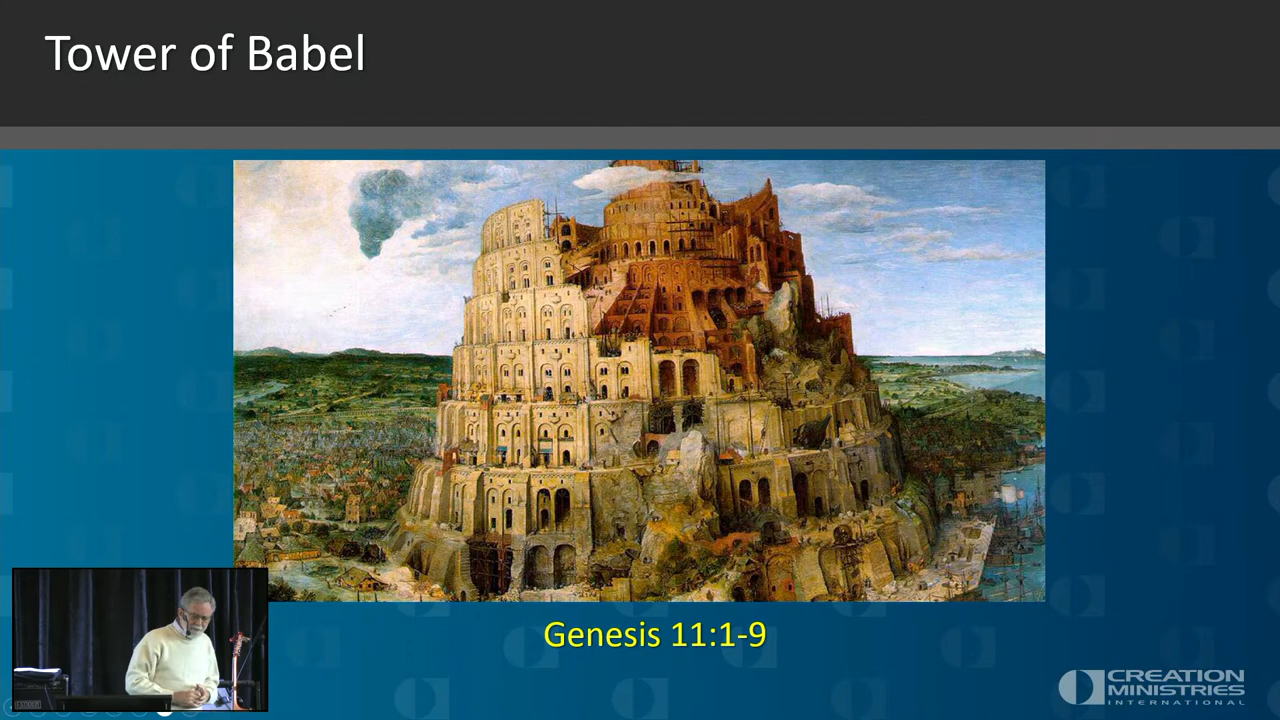 Tower of Babel
Genesis 11:1-9
CREATION
MINISTRIES
INTERNATIONAL